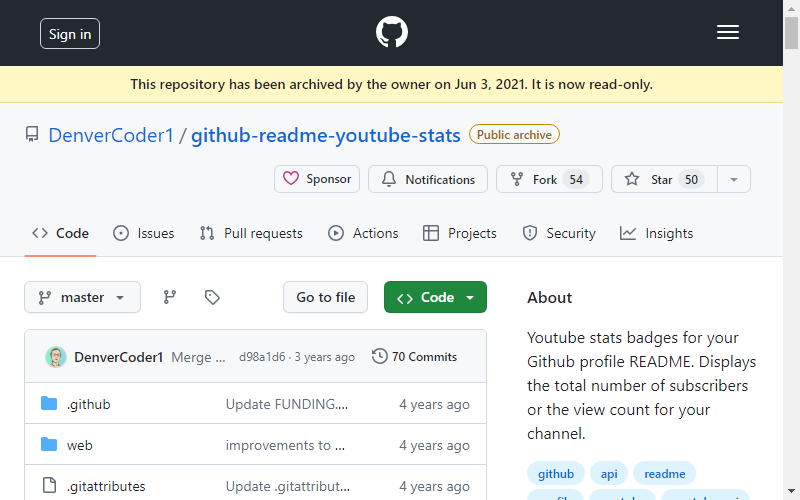 Sign in
This repository has been archived by the owner on Jun 3, 2021. It is now read-only.
DenverCoder1 / github-readme-youtube-stats Public archive
Sponsor Notifications Fork 54 Star 50
Code Issues Pull requests Actions Projects Security Insights
master Go to file Code
DenverCoder1 Merge ... d98a1d6 · 3 years ago 70 Commits
.github Update FUNDING.... 4 years ago
web improvements to ... 4 years ago
.gitattributes Update .gitattribut... 4 years ago
About
Youtube stats badges for your
Github profile README. Displays
the total number of subscribers
or the view count for your
channel.
github api readme